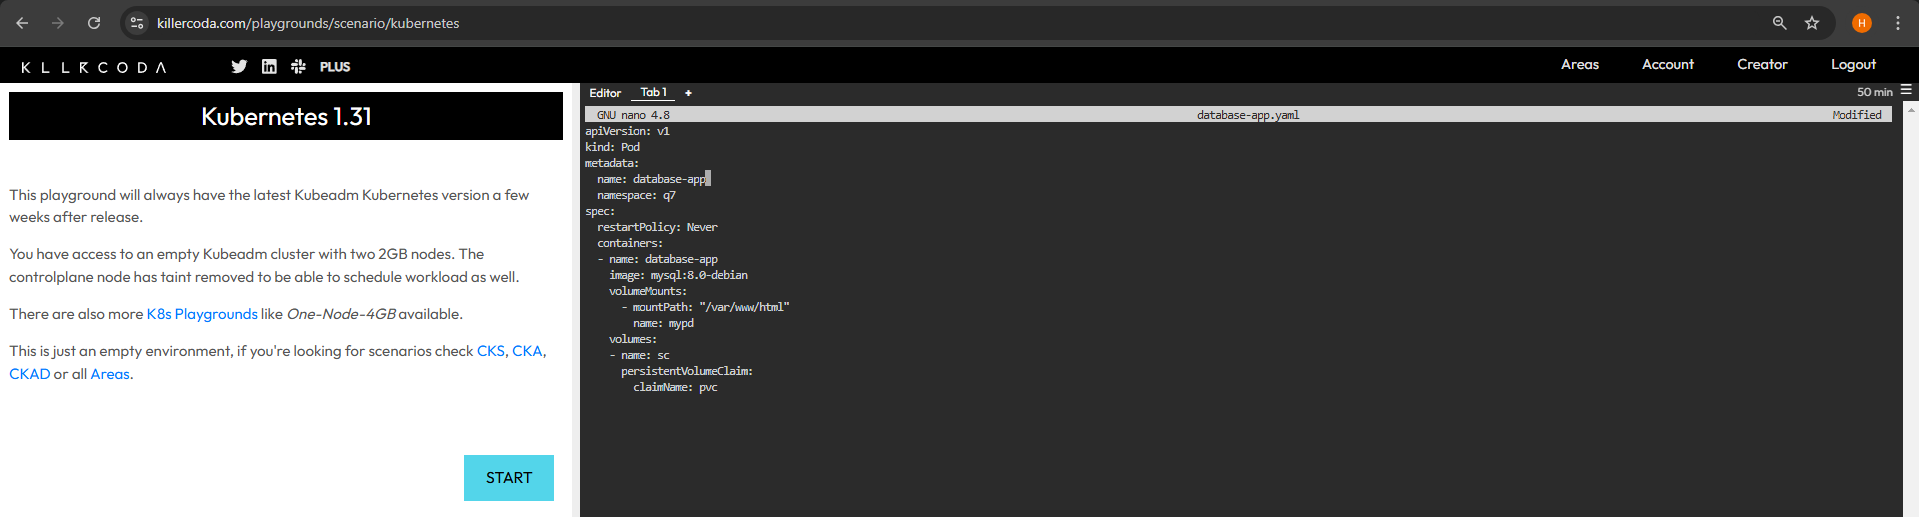 killercoda.com/playgrounds/scenario/kubernetes
H
KLLRCODA
PLUS
Areas
Account
Creator
Logout
Kubernetes 1.31
This playground will always have the latest Kubeadm Kubernetes version a few
weeks after release.
You have access to an empty Kubeadm cluster with two 2GB nodes. The
controlplane node has taint removed to be able to schedule workload as well.
There are also more K8s Playgrounds like One-Node-4GB available.
This is just an empty environment, if you're looking for scenarios check CKS, CKA,
CKAD or all Areas.
START
Editor
Tab 1
+
50 min
GNU nano 4.8 database-app.yaml Modified
apiVersion: v1
kind: Pod
metadata:
  name: database-app
  namespace: q7
spec:
  restartPolicy: Never
  containers:
  - name: database-app
    image: mysql:8.0-debian
    volumeMounts:
      - mountPath: "/var/www/html"
        name: mypd
    volumes:
    - name: sc
      persistentVolumeClaim:
        claimName: pvc